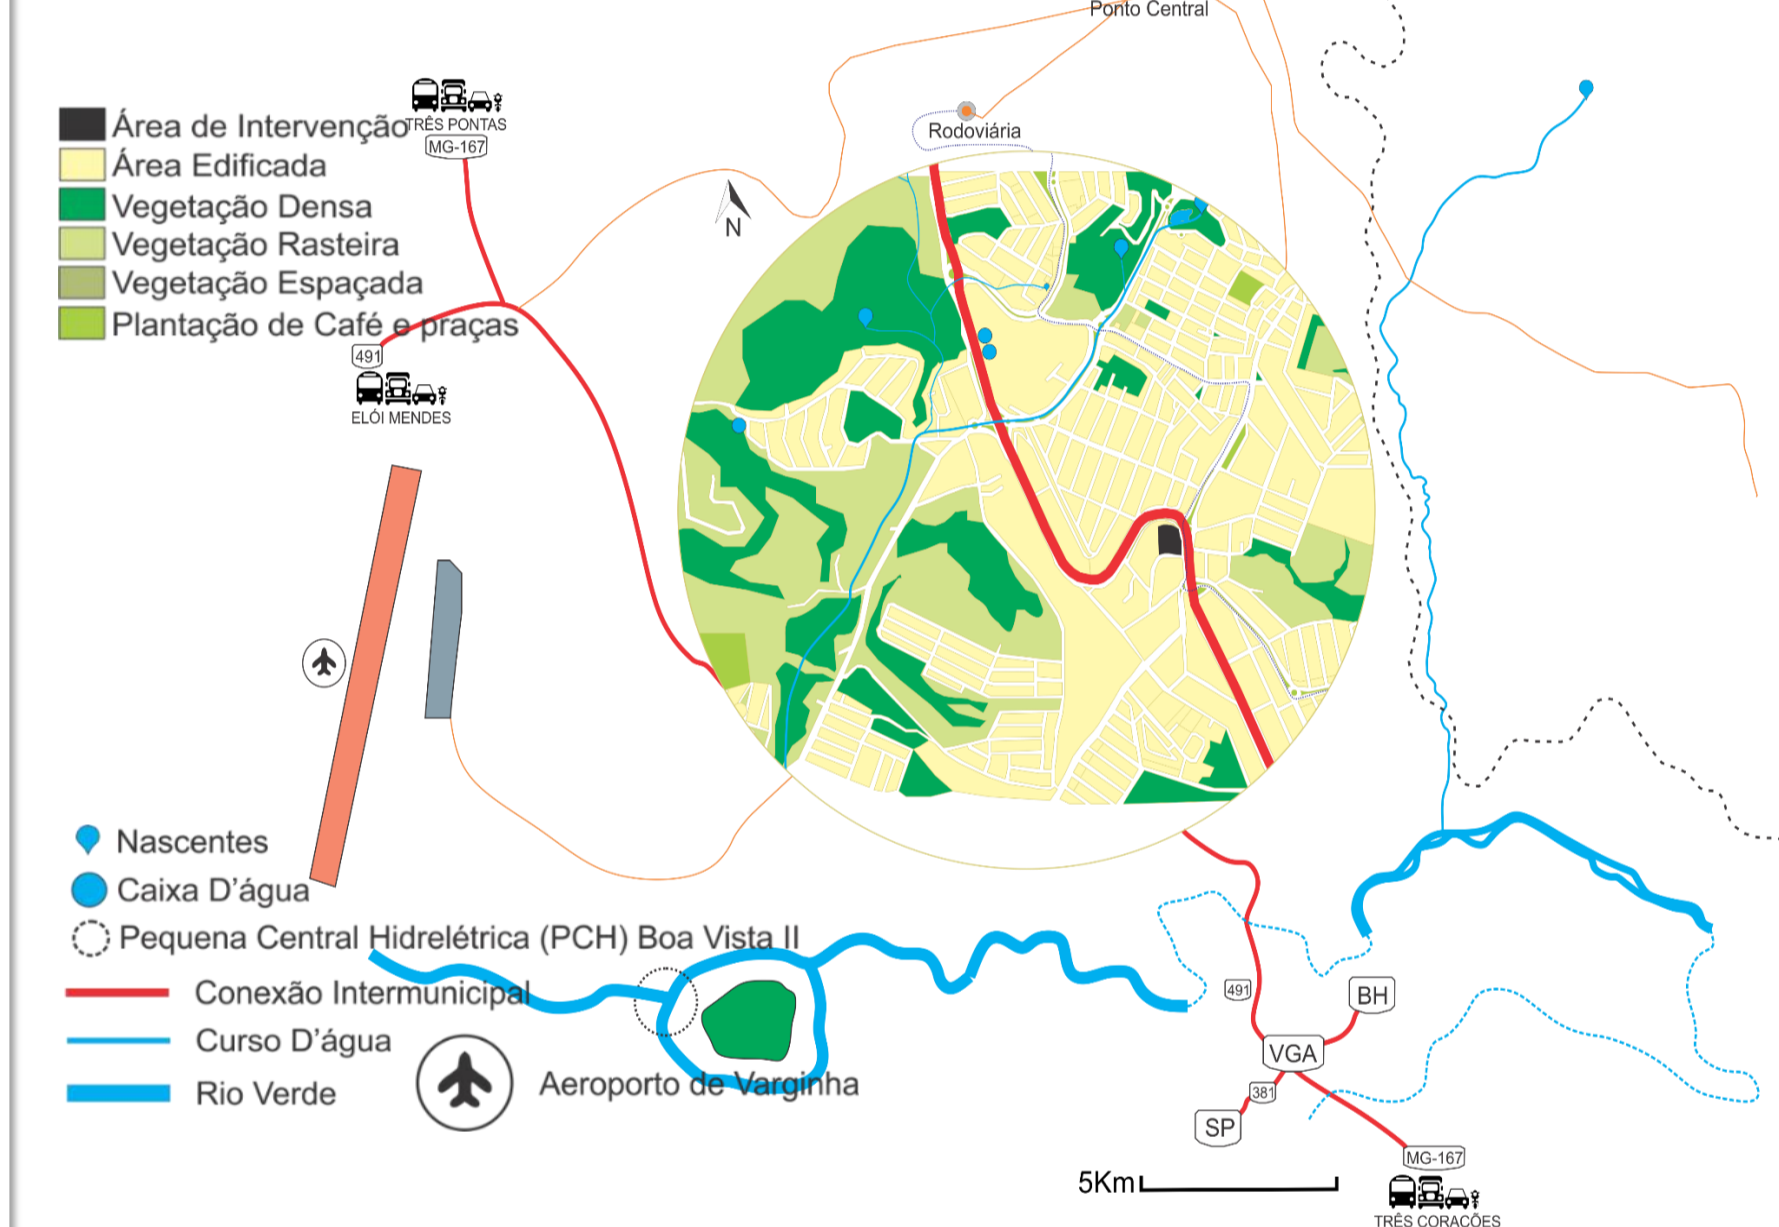 Ponto Central
TRÊS PONTAS
MG-167
Rodoviária
Área de Intervenção
Área Edificada
Vegetação Densa
Vegetação Rasteira
Vegetação Espaçada
Plantação de Café e praças
N
491
ELÓI MENDES
Nascentes
Caixa D'água
Pequena Central Hidrelétrica (PCH) Boa Vista II
Conexão Intermunicipal
Curso D'água
Rio Verde
Aeroporto de Varginha
491
BH
VGA
381
SP
MG-167
5Km
TRÊS CORAÇÕES